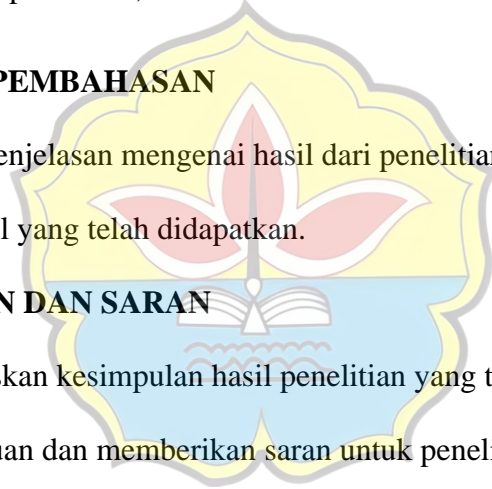 PEMBAHASAN
enjelasan mengenai hasil dari penelitian
l yang telah didapatkan.
N DAN SARAN
kan kesimpulan hasil penelitian yang t
uan dan memberikan saran untuk penel